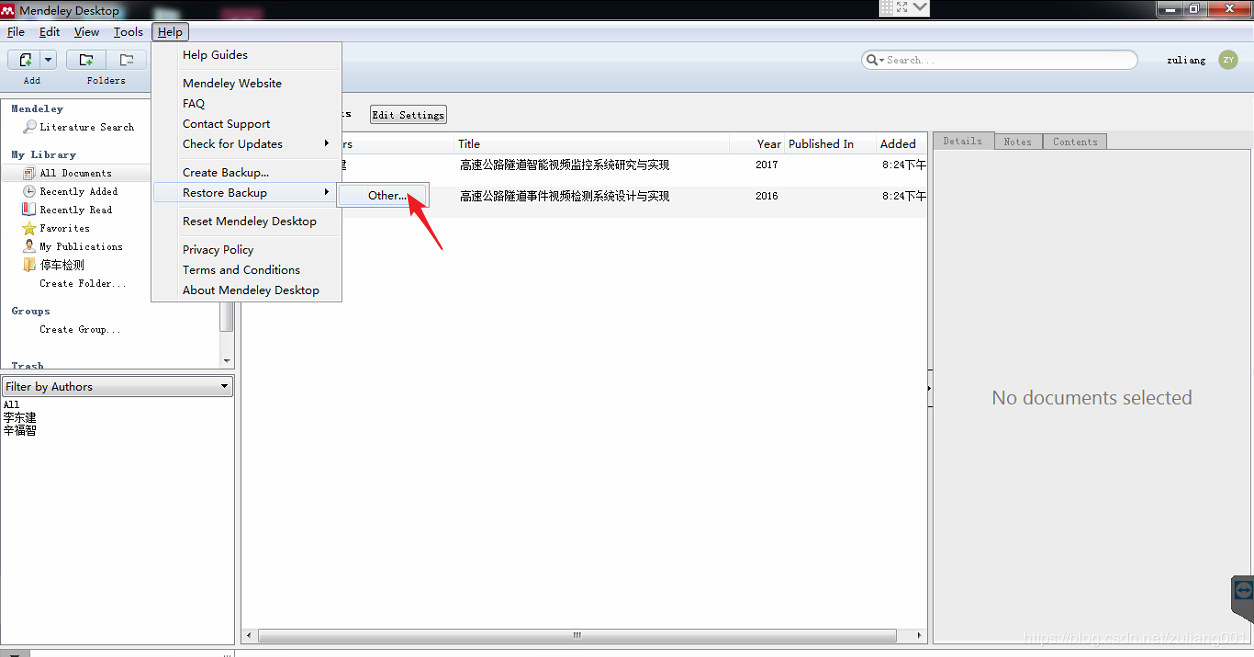 Mendeley Desktop
File Edit View Tools Help
Add Folders
Search...
zuliang ZY
Help Guides
Mendeley Website
FAQ
Contact Support
Check for Updates
Create Backup...
Restore Backup
Other...
Reset Mendeley Desktop
Privacy Policy
Terms and Conditions
About Mendeley Desktop
Mendeley
Literature Search
My Library
All Documents
Recently Added
Recently Read
Favorites
My Publications
停车检测
Create Folder...
Groups
Create Group...
Trash
Filter by Authors
All
李东建
辛福智
Edit Settings
Title Year Published In Added
高速公路隧道智能视频监控系统研究与实现 2017 8:24下午
高速公路隧道事件视频检测系统设计与实现 2016 8:24下午
Details Notes Contents
No documents selected
https://blog.csdn.net/zuliang001